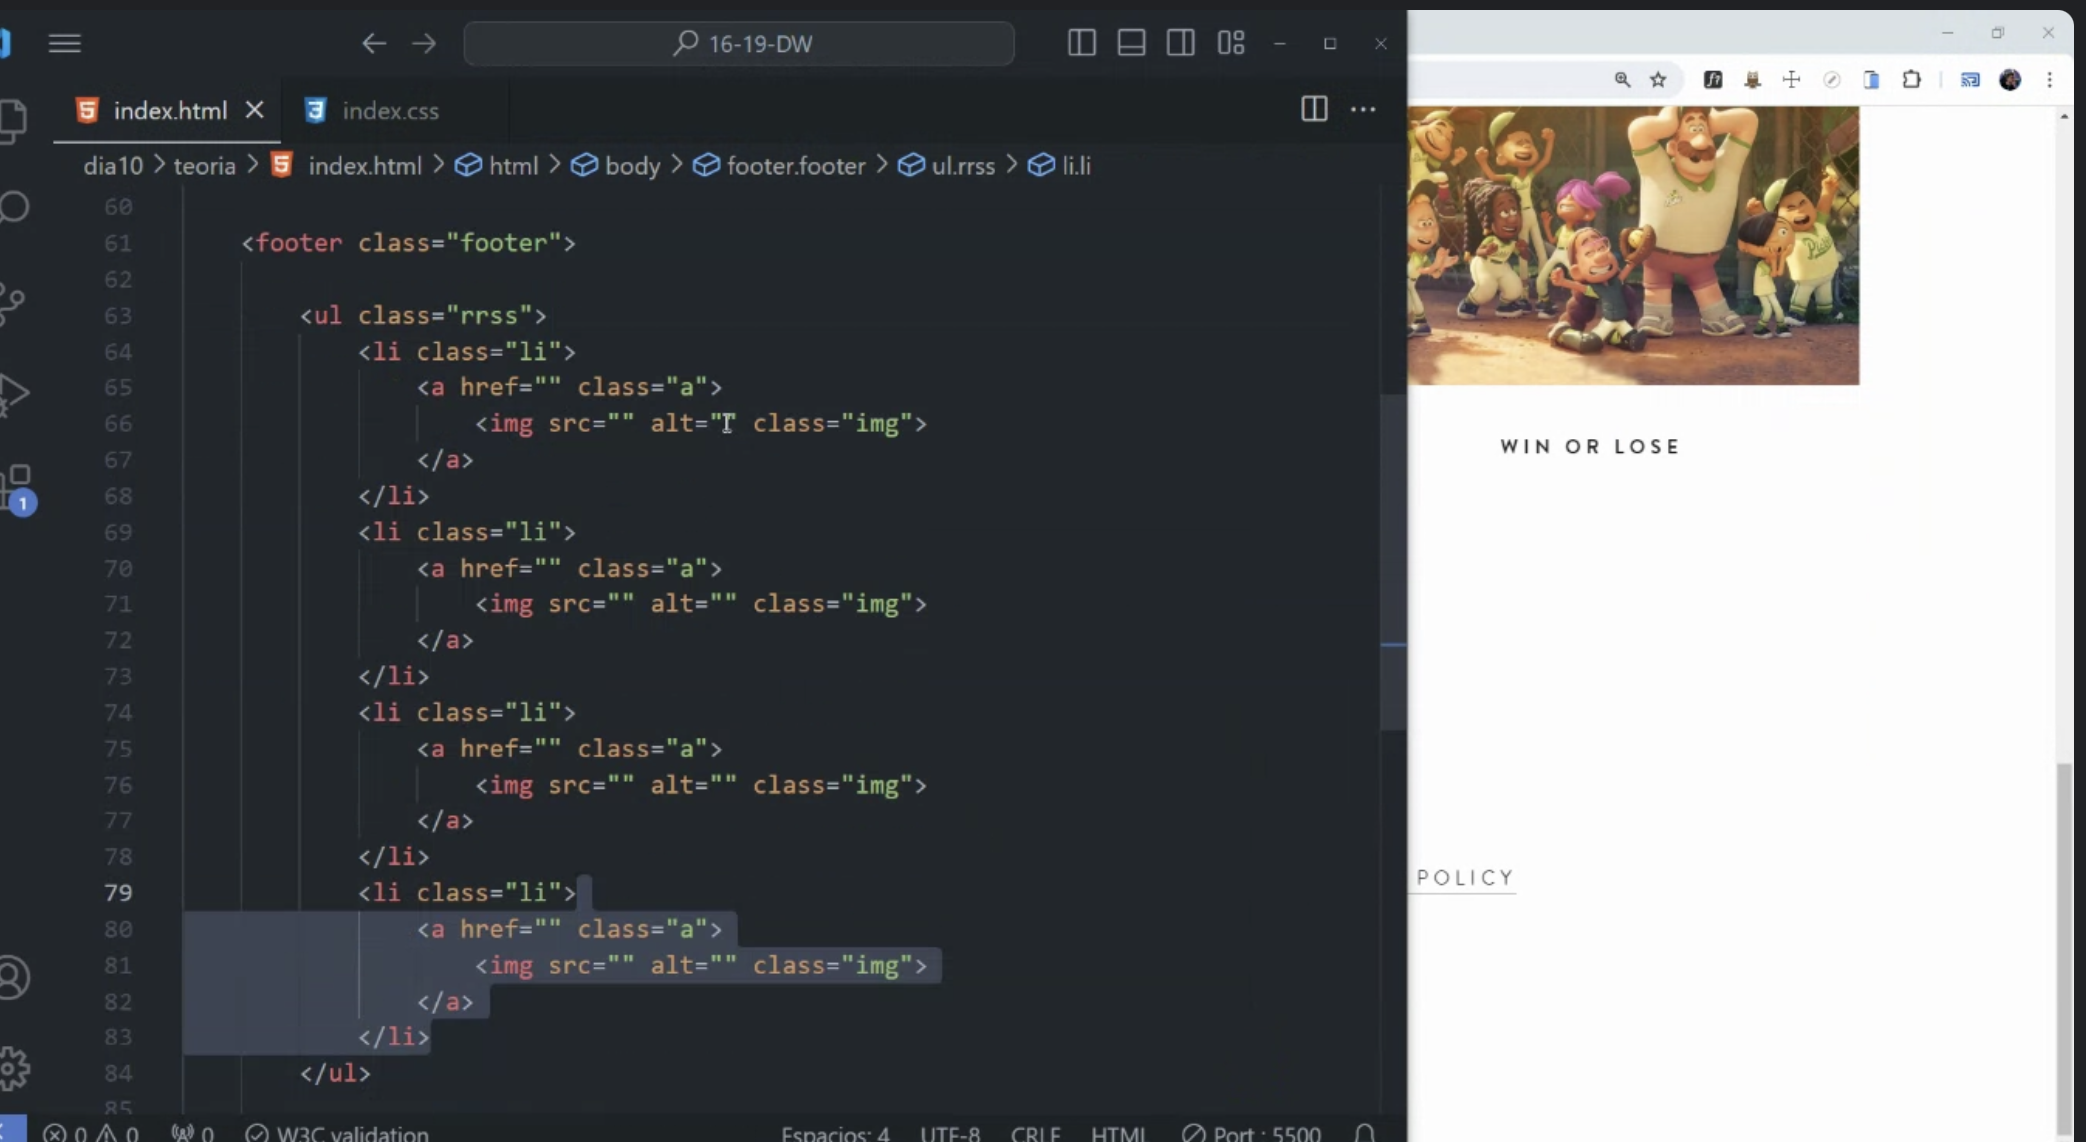 16-19-DW
index.html
index.css
dia10 > teoria > index.html > html > body > footer.footer > ul.rrss > li.li
60
61 <footer class="footer">
62
63 <ul class="rrss">
64 <li class="li">
65 <a href="" class="a">
66 <img src="" alt="" class="img">
67 </a>
68 </li>
69 <li class="li">
70 <a href="" class="a">
71 <img src="" alt="" class="img">
72 </a>
73 </li>
74 <li class="li">
75 <a href="" class="a">
76 <img src="" alt="" class="img">
77 </a>
78 </li>
79 <li class="li">
80 <a href="" class="a">
81 <img src="" alt="" class="img">
82 </a>
83 </li>
84 </ul>
85
1
0 0 0 W3C validation Espacios: 4 UTF-8 CRLF HTML Port : 5500
WIN OR LOSE
POLICY